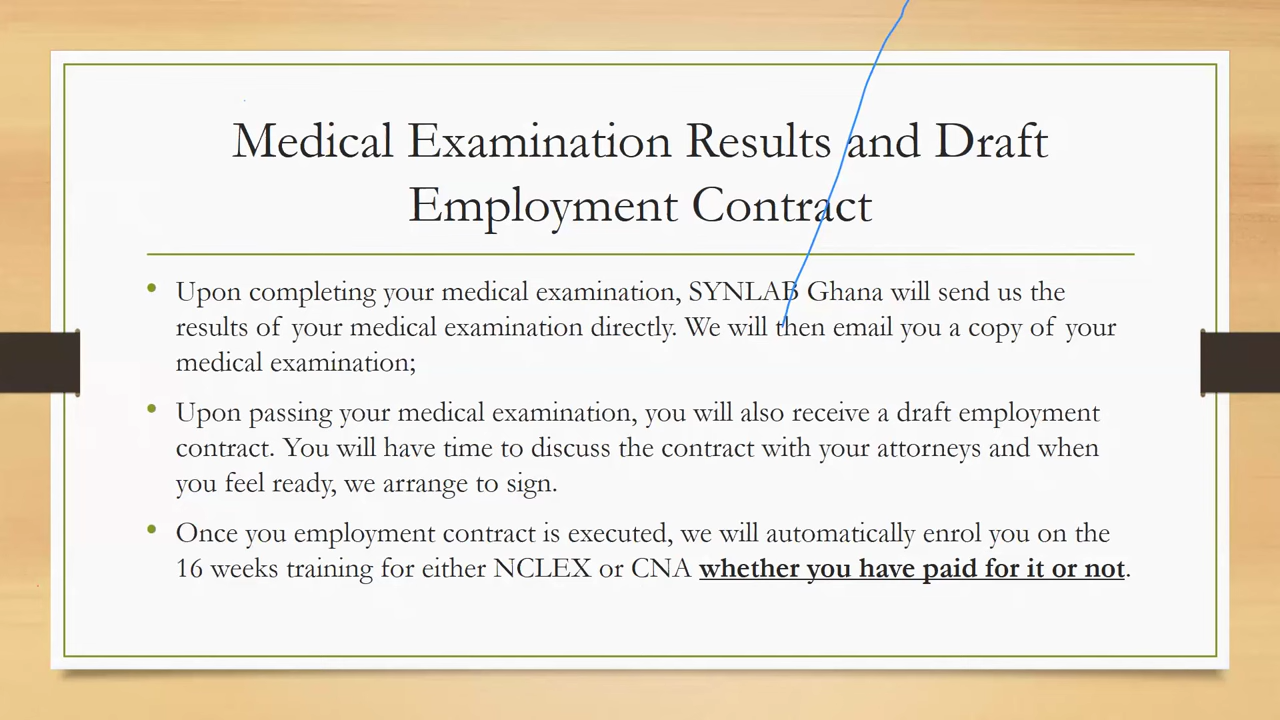 Medical Examination Results and Draft
Employment Contract
• Upon completing your medical examination, SYNLAB Ghana will send us the
results of your medical examination directly. We will then email you a copy of your
medical examination;
• Upon passing your medical examination, you will also receive a draft employment
contract. You will have time to discuss the contract with your attorneys and when
you feel ready, we arrange to sign.
• Once you employment contract is executed, we will automatically enrol you on the
16 weeks training for either NCLEX or CNA whether you have paid for it or not.